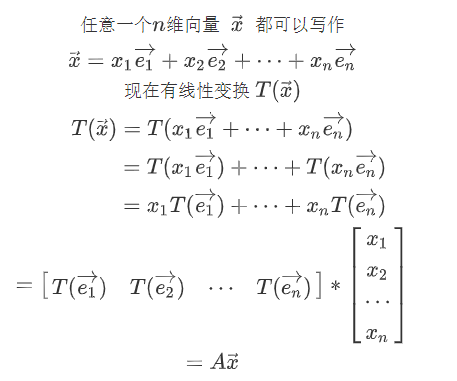 任意一个n维向量 $\vec{x}$ 都可以写作
$\vec{x} = x_1\overrightarrow{e_1} + x_2\overrightarrow{e_2} + \cdots + x_n\overrightarrow{e_n}$
现在有线性变换 $T(\vec{x})$
$T(\vec{x}) = T(x_1\overrightarrow{e_1} + \cdots + x_n\overrightarrow{e_n})$
$= T(x_1\overrightarrow{e_1}) + \cdots + T(x_n\overrightarrow{e_n})$
$= x_1T(\overrightarrow{e_1}) + \cdots + x_nT(\overrightarrow{e_n})$
$= \begin{bmatrix} T(\overrightarrow{e_1}) & T(\overrightarrow{e_2}) & \cdots & T(\overrightarrow{e_n}) \end{bmatrix} * \begin{bmatrix} x_1 \\ x_2 \\ \cdots \\ x_n \end{bmatrix}$
$= A\vec{x}$